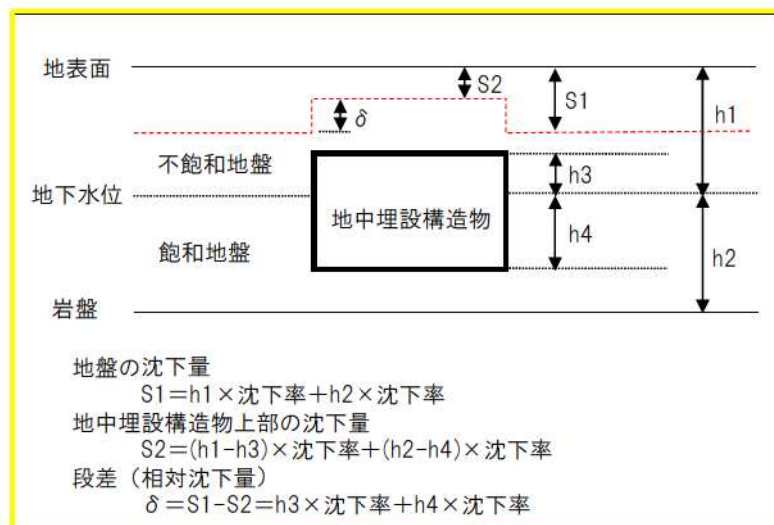 地表面
S2
S1
δ
h1
不飽和地盤
h3
地下水位
地中埋設構造物
h4
飽和地盤
h2
岩盤
地盤の沈下量
S1＝h1×沈下率＋h2×沈下率
地中埋設構造物上部の沈下量
S2＝(h1-h3)×沈下率＋(h2-h4)×沈下率
段差（相対沈下量）
δ＝S1-S2＝h3×沈下率＋h4×沈下率